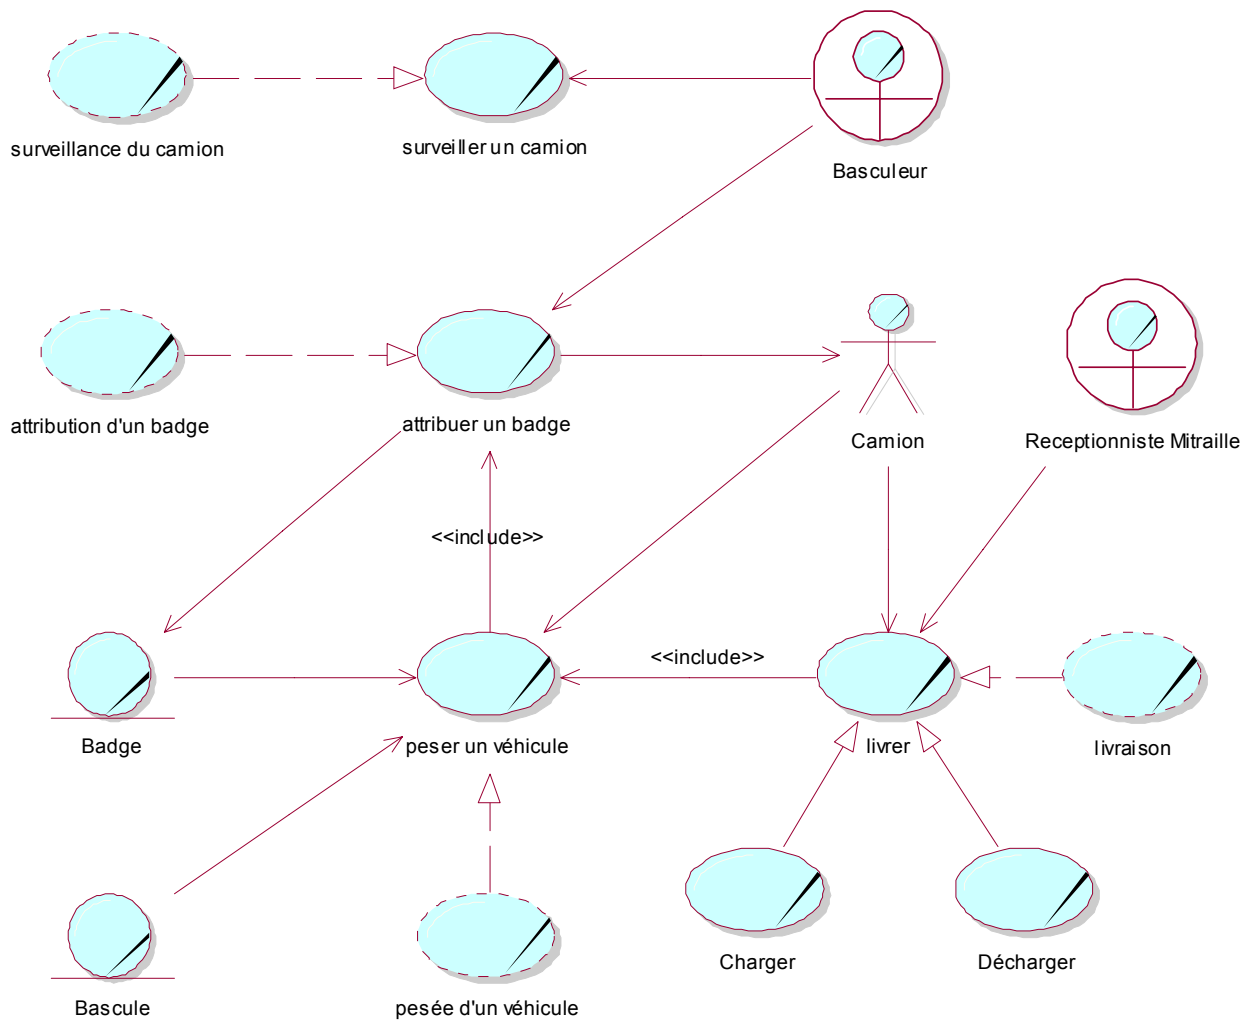 surveillance du camion
surveiller un camion
Basculeur
attribution d'un badge
attribuer un badge
Camion
Receptionniste Mitraille
<<include>>
<<include>>
Badge
peser un véhicule
livrer
livraison
Charger
Décharger
Bascule
pesée d'un véhicule